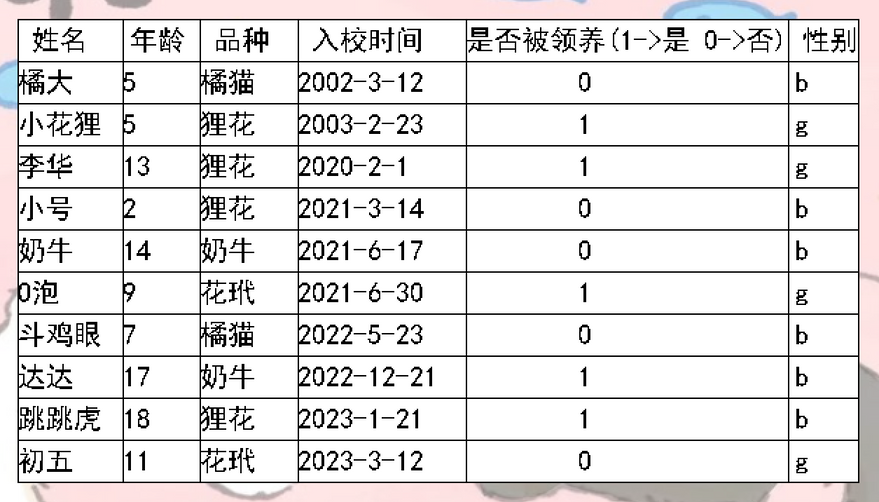 姓名 年龄 品种 入校时间 是否被领养(1->是 0->否) 性别
橘大 5 橘猫 2002-3-12 0 b
小花狸 5 狸花 2003-2-23 1 g
李华 13 狸花 2020-2-1 1 g
小号 2 狸花 2021-3-14 0 b
奶牛 14 奶牛 2021-6-17 0 b
0泡 9 花玳 2021-6-30 1 g
斗鸡眼 7 橘猫 2022-5-23 0 b
达达 17 奶牛 2022-12-21 1 b
跳跳虎 18 狸花 2023-1-21 1 b
初五 11 花玳 2023-3-12 0 g